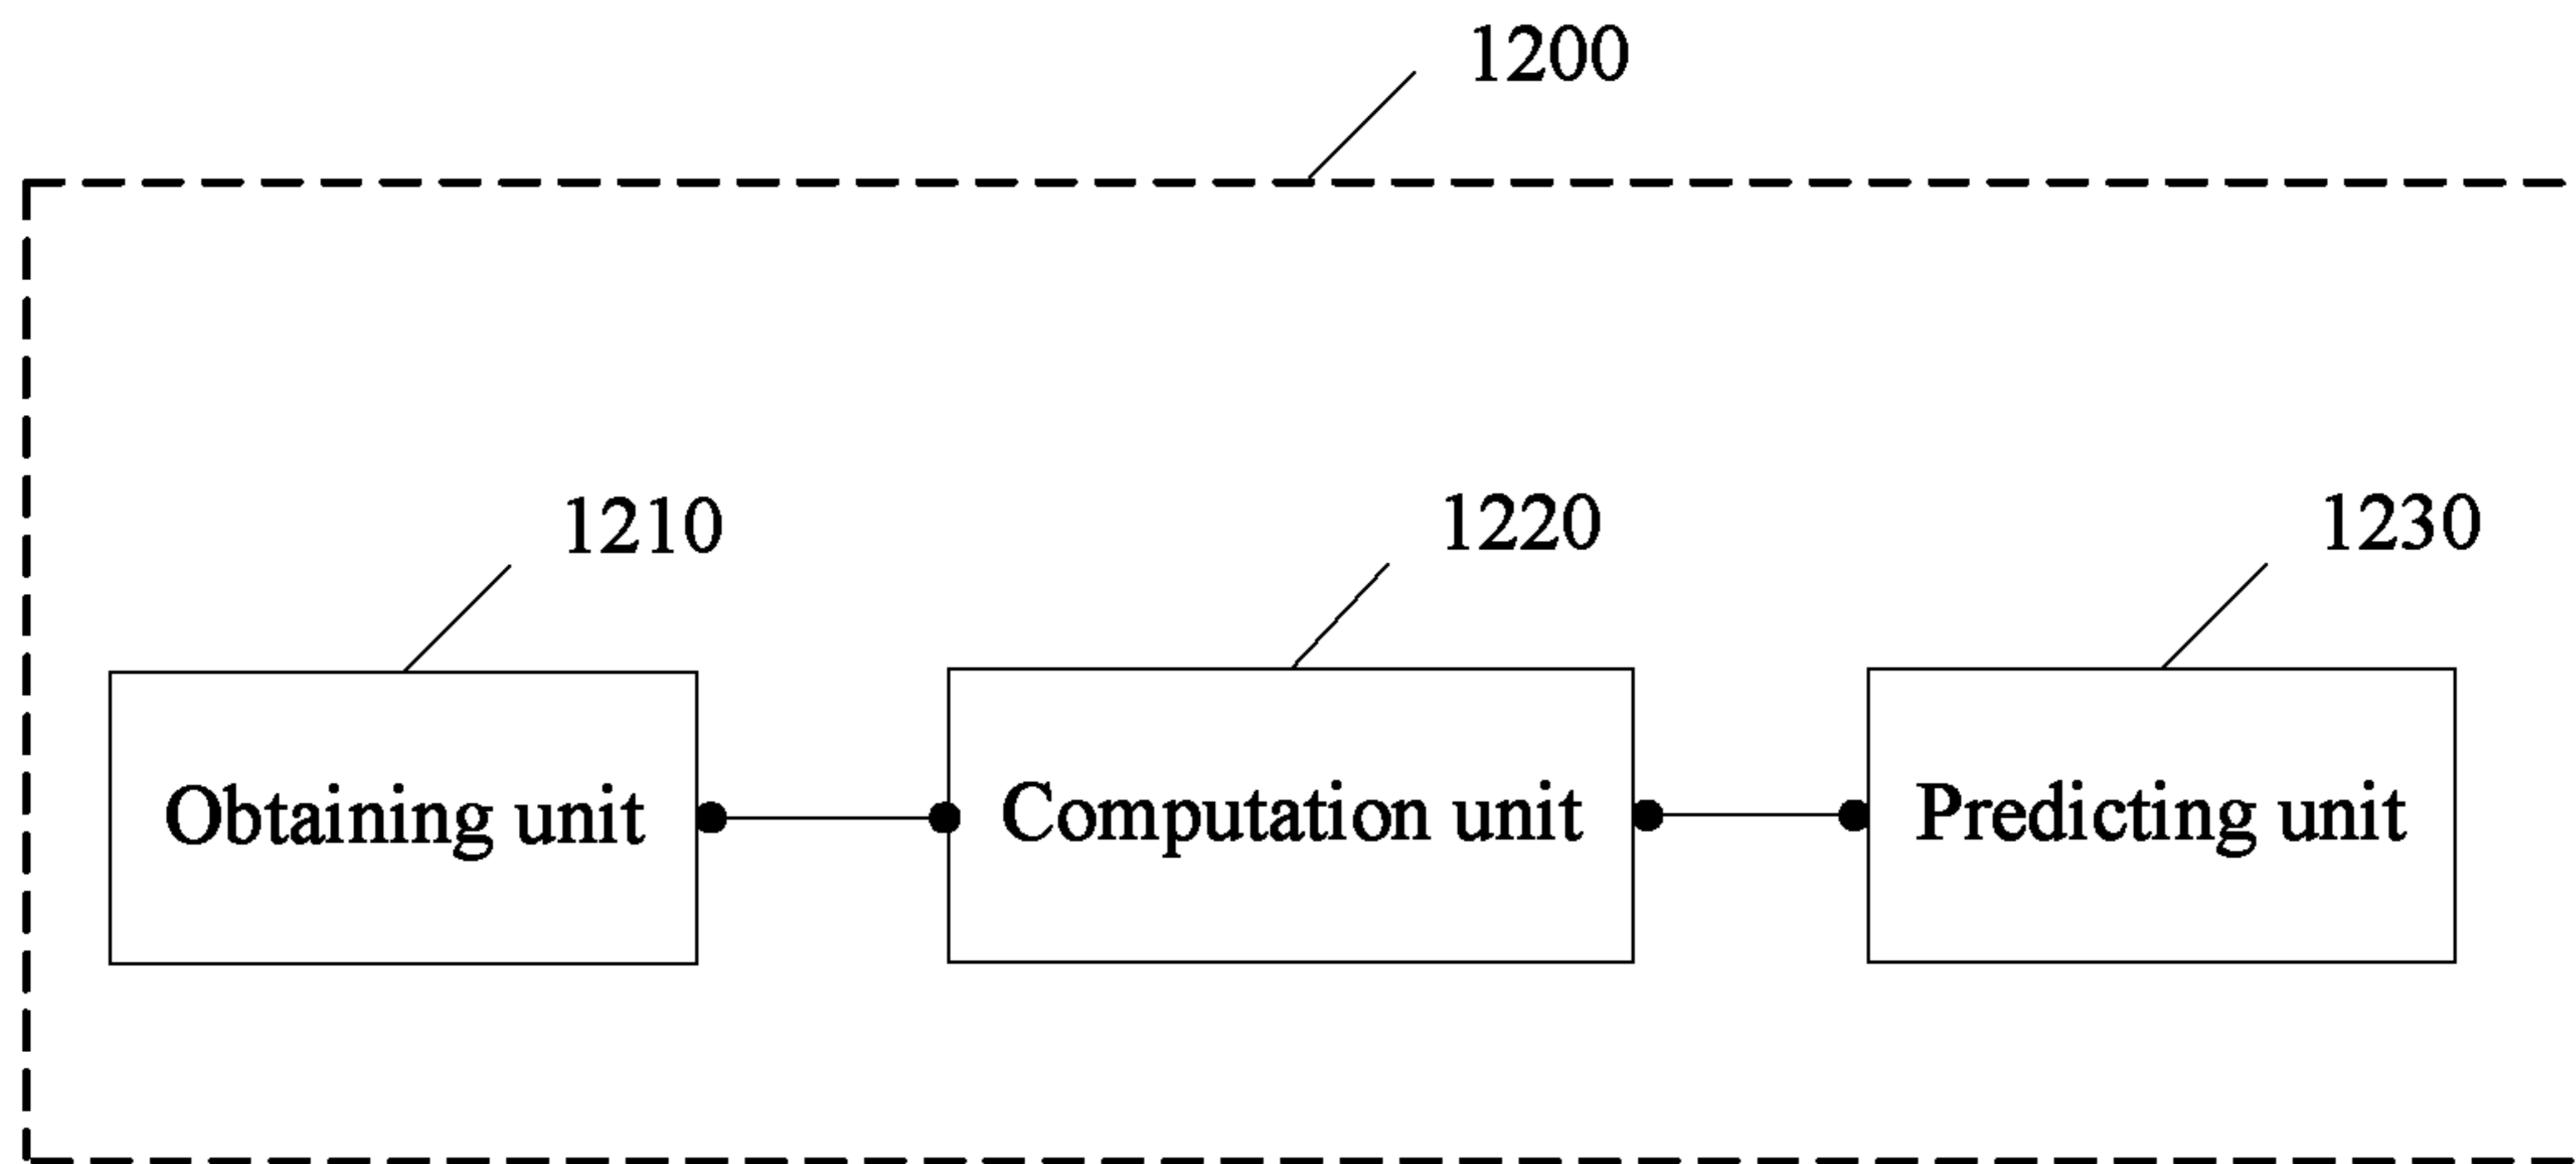 1200
1210
1220
1230
Obtaining unit
Computation unit
Predicting unit